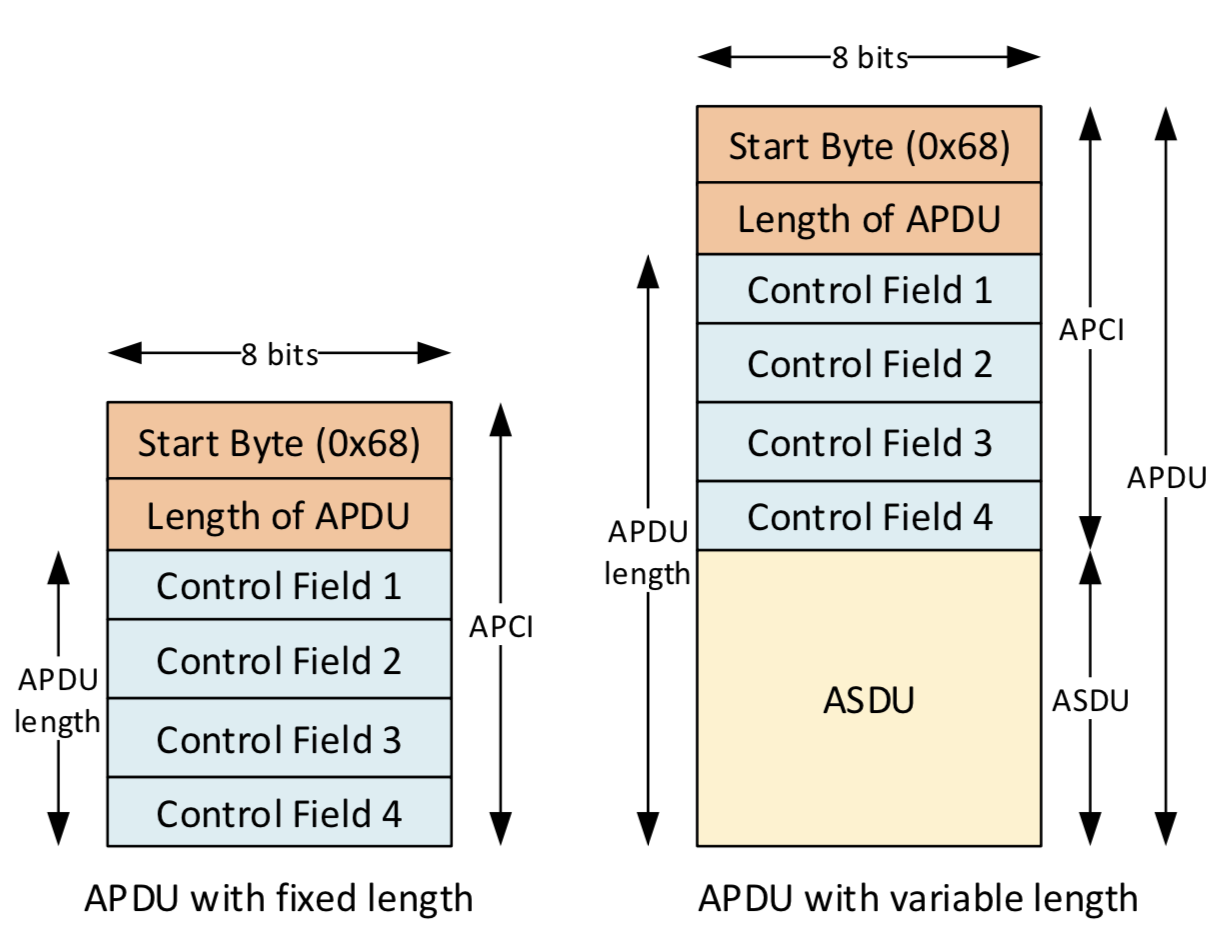 8 bits
Start Byte (0x68)
Length of APDU
Control Field 1
Control Field 2
Control Field 3
Control Field 4
APDU
length
APCI
APDU with fixed length
8 bits
Start Byte (0x68)
Length of APDU
Control Field 1
Control Field 2
Control Field 3
Control Field 4
ASDU
APDU
length
APCI
ASDU
APDU
APDU with variable length